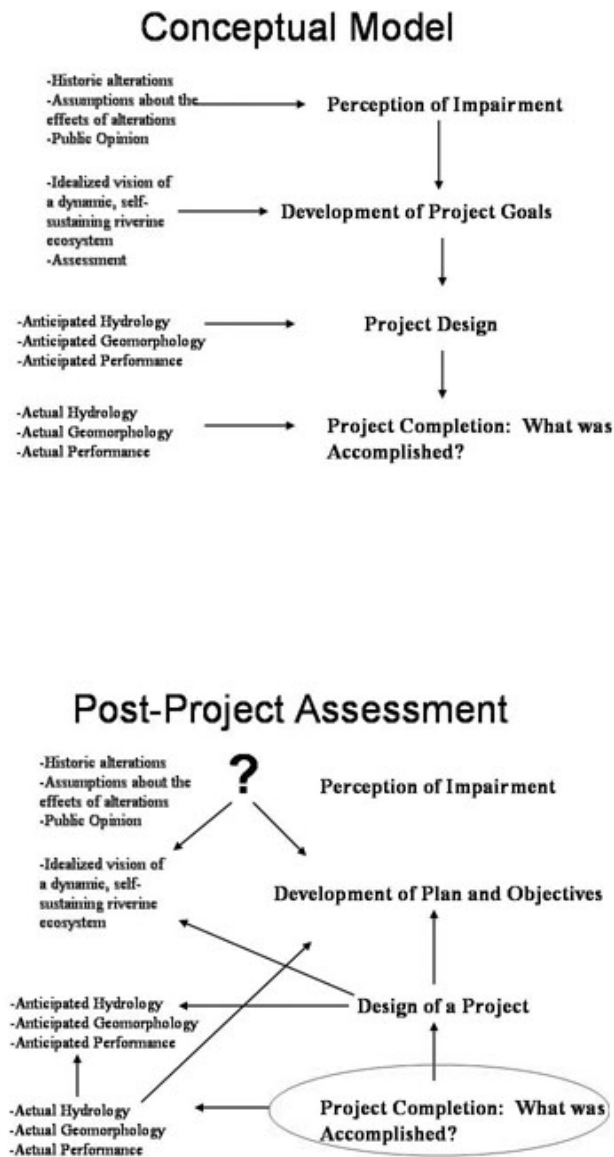 Conceptual Model
-Historic alterations
-Assumptions about the
effects of alterations
-Public Opinion
Perception of Impairment
-Idealized vision of
a dynamic, self-
sustaining riverine
ecosystem
-Assessment
Development of Project Goals
-Anticipated Hydrology
-Anticipated Geomorphology
-Anticipated Performance
Project Design
-Actual Hydrology
-Actual Geomorphology
-Actual Performance
Project Completion: What was
Accomplished?
Post-Project Assessment
-Historic alterations
-Assumptions about the
effects of alterations
-Public Opinion
?
Perception of Impairment
-Idealized vision of
a dynamic, self-
sustaining riverine
ecosystem
Development of Plan and Objectives
-Anticipated Hydrology
-Anticipated Geomorphology
-Anticipated Performance
Design of a Project
-Actual Hydrology
-Actual Geomorphology
-Actual Performance
Project Completion: What was
Accomplished?